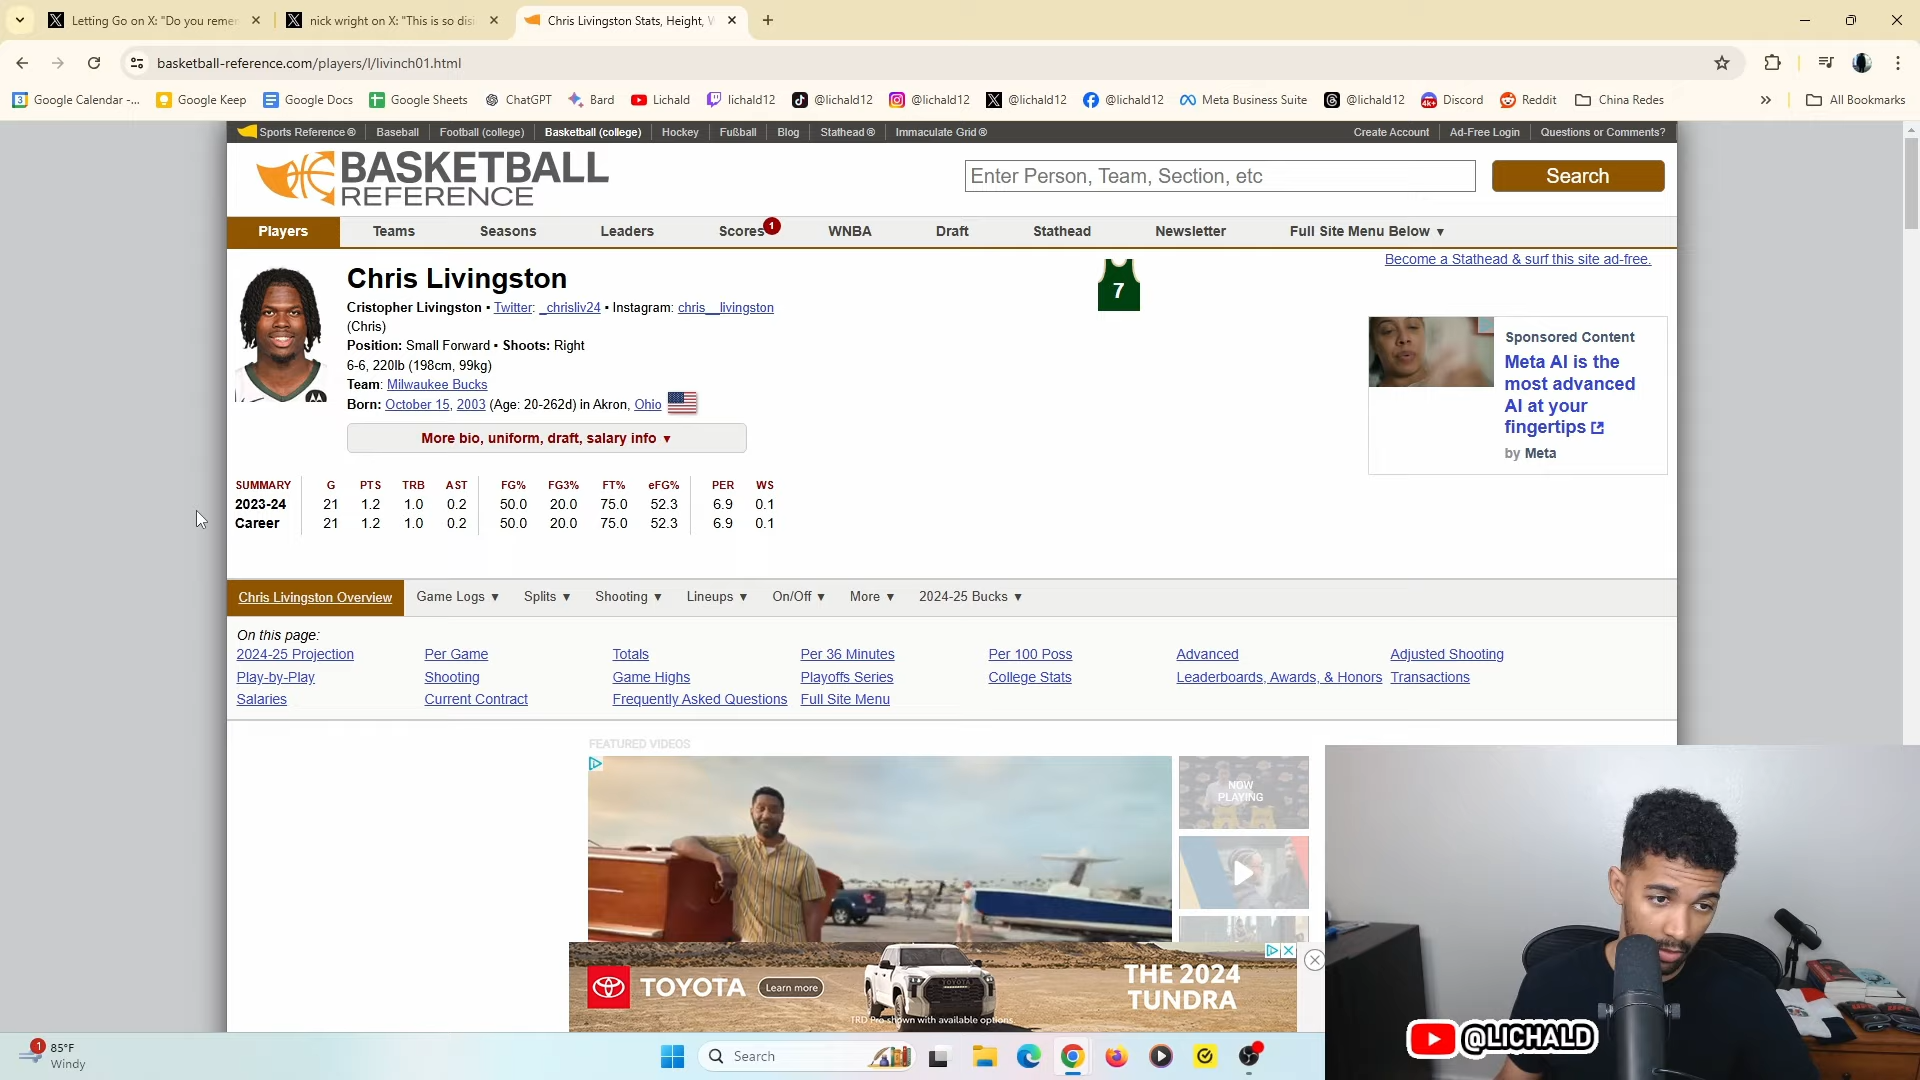 Letting Go on X: "Do you remen
nick wright on X: "This is so disi
Chris Livingston Stats, Height, W
basketball-reference.com/players/l/livinch01.html
Google Calendar -...
Google Keep
Google Docs
Google Sheets
ChatGPT
Bard
Lichald
lichald12
@lichald12
@lichald12
@lichald12
@lichald12
Meta Business Suite
@lichald12
Discord
Reddit
China Redes
All Bookmarks
Sports Reference ®
Baseball
Football (college)
Basketball (college)
Hockey
Fußball
Blog
Stathead ®
Immaculate Grid ®
Create Account
Ad-Free Login
Questions or Comments?
BASKETBALL
REFERENCE
Enter Person, Team, Section, etc
Search
Players
Teams
Seasons
Leaders
Scores
1
WNBA
Draft
Stathead
Newsletter
Full Site Menu Below ▼
Become a Stathead & surf this site ad-free.
Chris Livingston
7
Cristopher Livingston ▪ Twitter: _chrisliv24 ▪ Instagram: chris__livingston
(Chris)
Position: Small Forward ▪ Shoots: Right
6-6, 220lb (198cm, 99kg)
Team: Milwaukee Bucks
Born: October 15, 2003 (Age: 20-262d) in Akron, Ohio
More bio, uniform, draft, salary info ▼
Sponsored Content
Meta AI is the
most advanced
AI at your
fingertips
by Meta
SUMMARY G PTS TRB AST FG% FG3% FT% eFG% PER WS
2023-24 21 1.2 1.0 0.2 50.0 20.0 75.0 52.3 6.9 0.1
Career 21 1.2 1.0 0.2 50.0 20.0 75.0 52.3 6.9 0.1
Chris Livingston Overview
Game Logs ▼
Splits ▼
Shooting ▼
Lineups ▼
On/Off ▼
More ▼
2024-25 Bucks ▼
On this page:
2024-25 Projection Per Game Totals Per 36 Minutes Per 100 Poss Advanced Adjusted Shooting
Play-by-Play Shooting Game Highs Playoffs Series College Stats Leaderboards, Awards, & Honors Transactions
Salaries Current Contract Frequently Asked Questions Full Site Menu
FEATURED VIDEOS
NOW
PLAYING
TOYOTA
Learn more
THE 2024
TUNDRA
TRD Pro shown with available options.
@LICHALD
1
85°F
Windy
Search